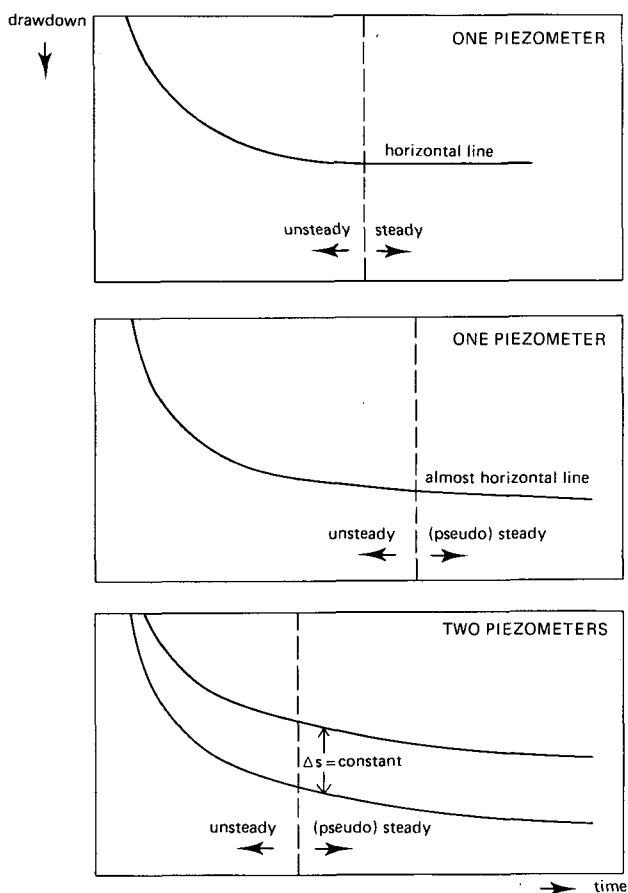 drawdown
ONE PIEZOMETER
horizontal line
unsteady steady
ONE PIEZOMETER
almost horizontal line
unsteady (pseudo) steady
TWO PIEZOMETERS
Δs = constant
unsteady (pseudo) steady
time